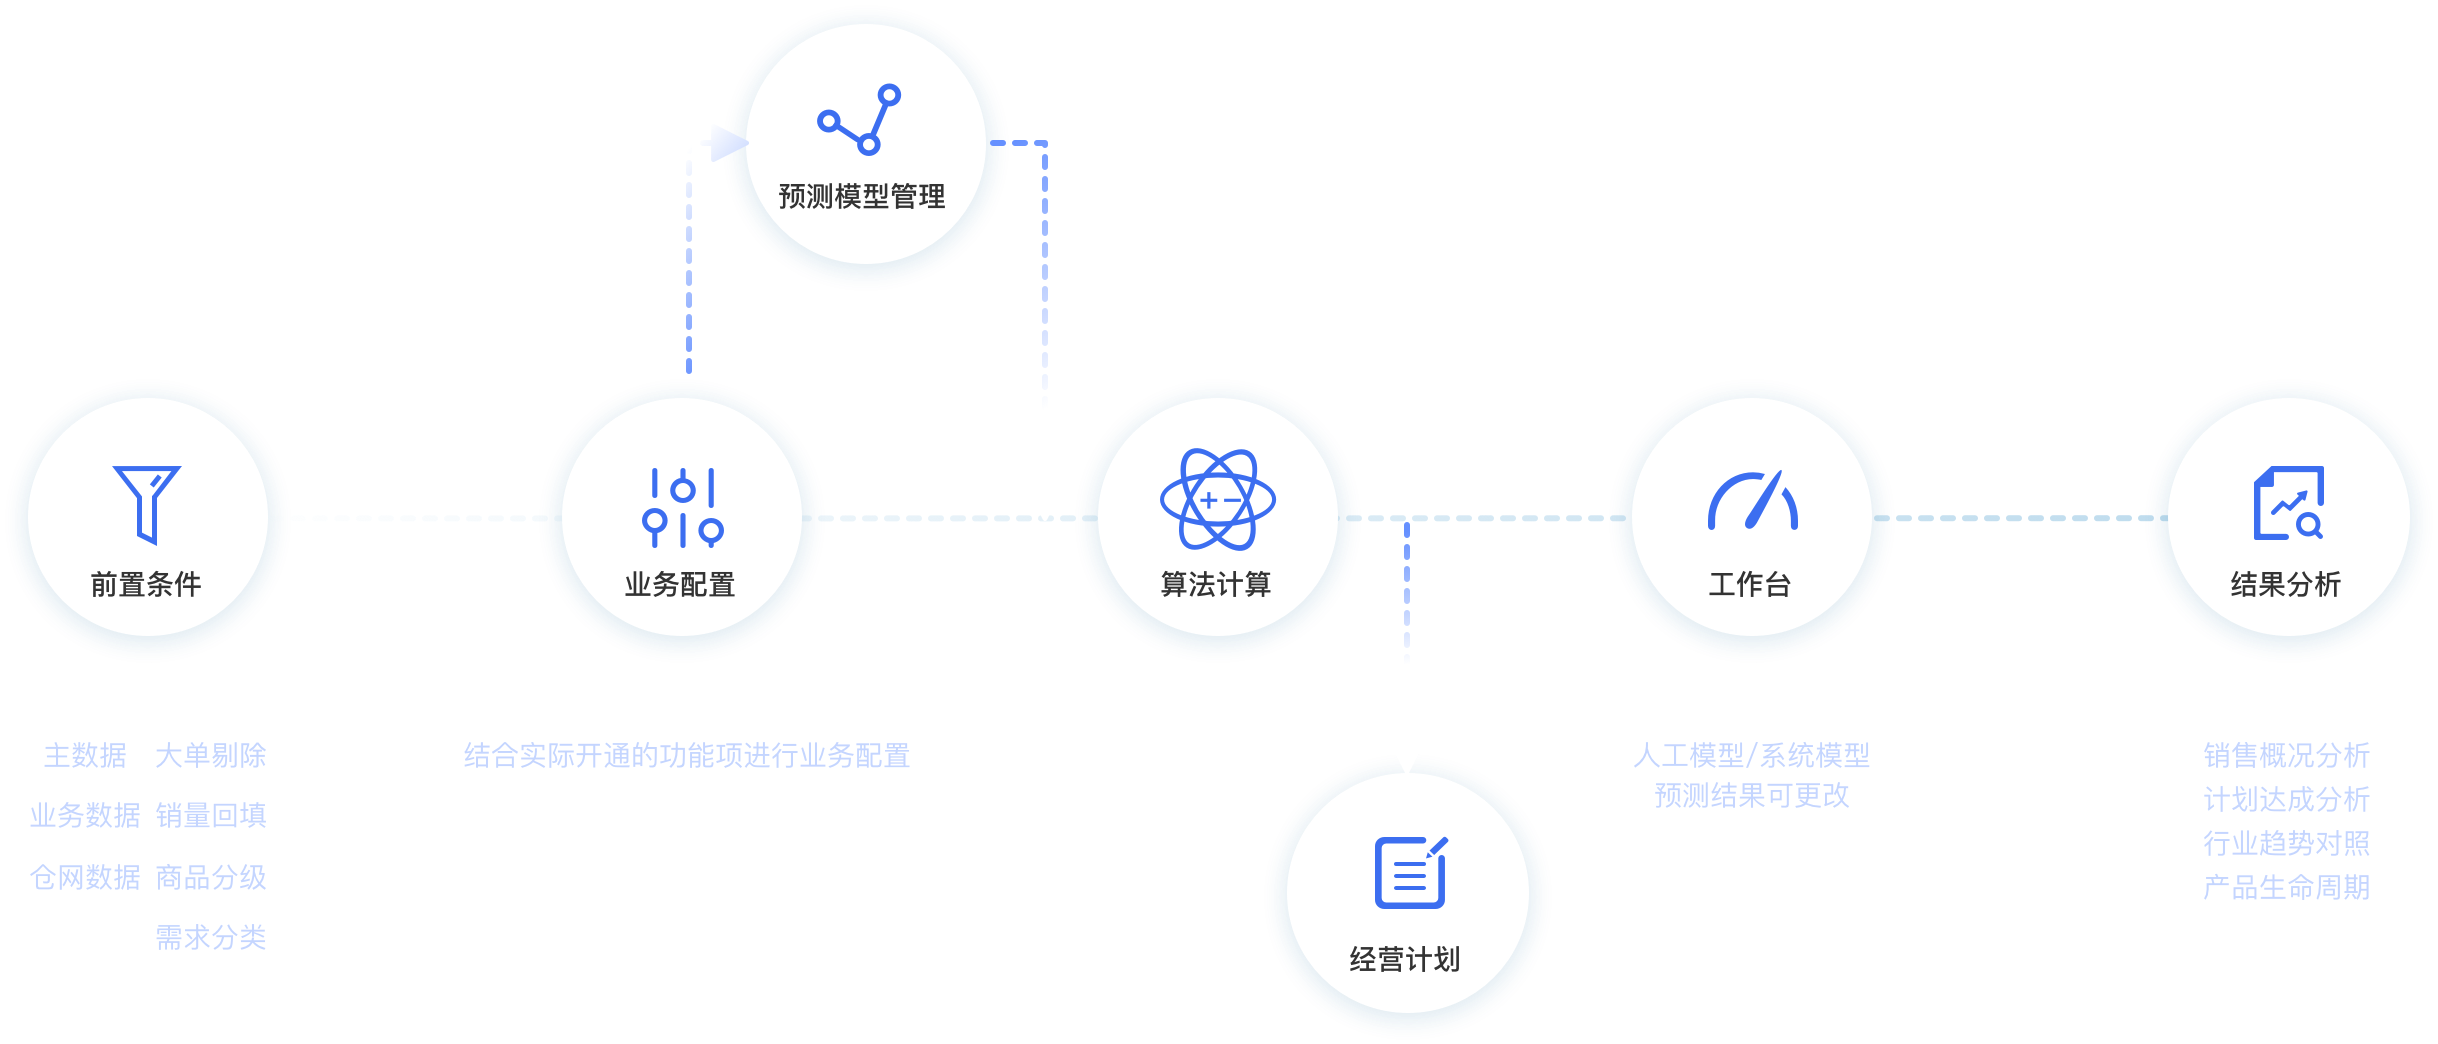 预测模型管理
前置条件
业务配置
算法计算
工作台
结果分析
主数据 大单剔除
业务数据 销量回填
仓网数据 商品分级
需求分类
结合实际开通的功能项进行业务配置
人工模型/系统模型
预测结果可更改
销售概况分析
计划达成分析
行业趋势对照
产品生命周期
经营计划